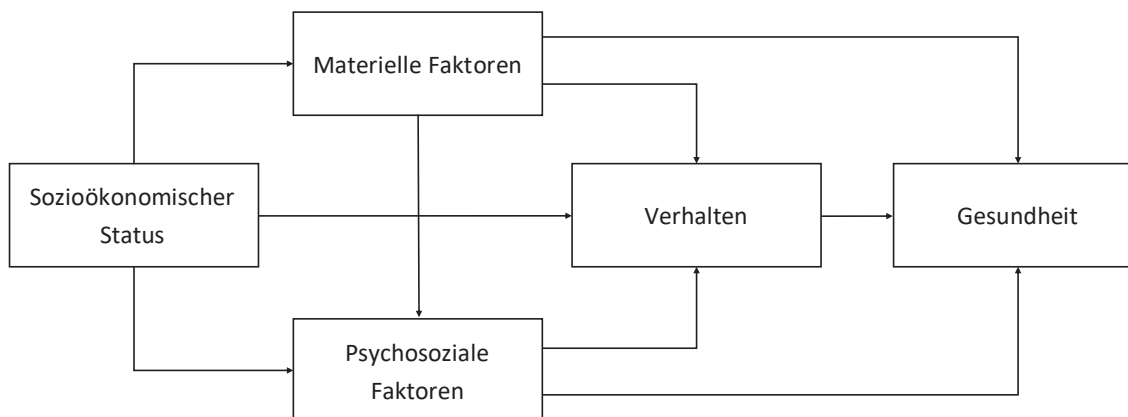 Materielle Faktoren
Sozioökonomischer
Status
Verhalten
Gesundheit
Psychosoziale
Faktoren